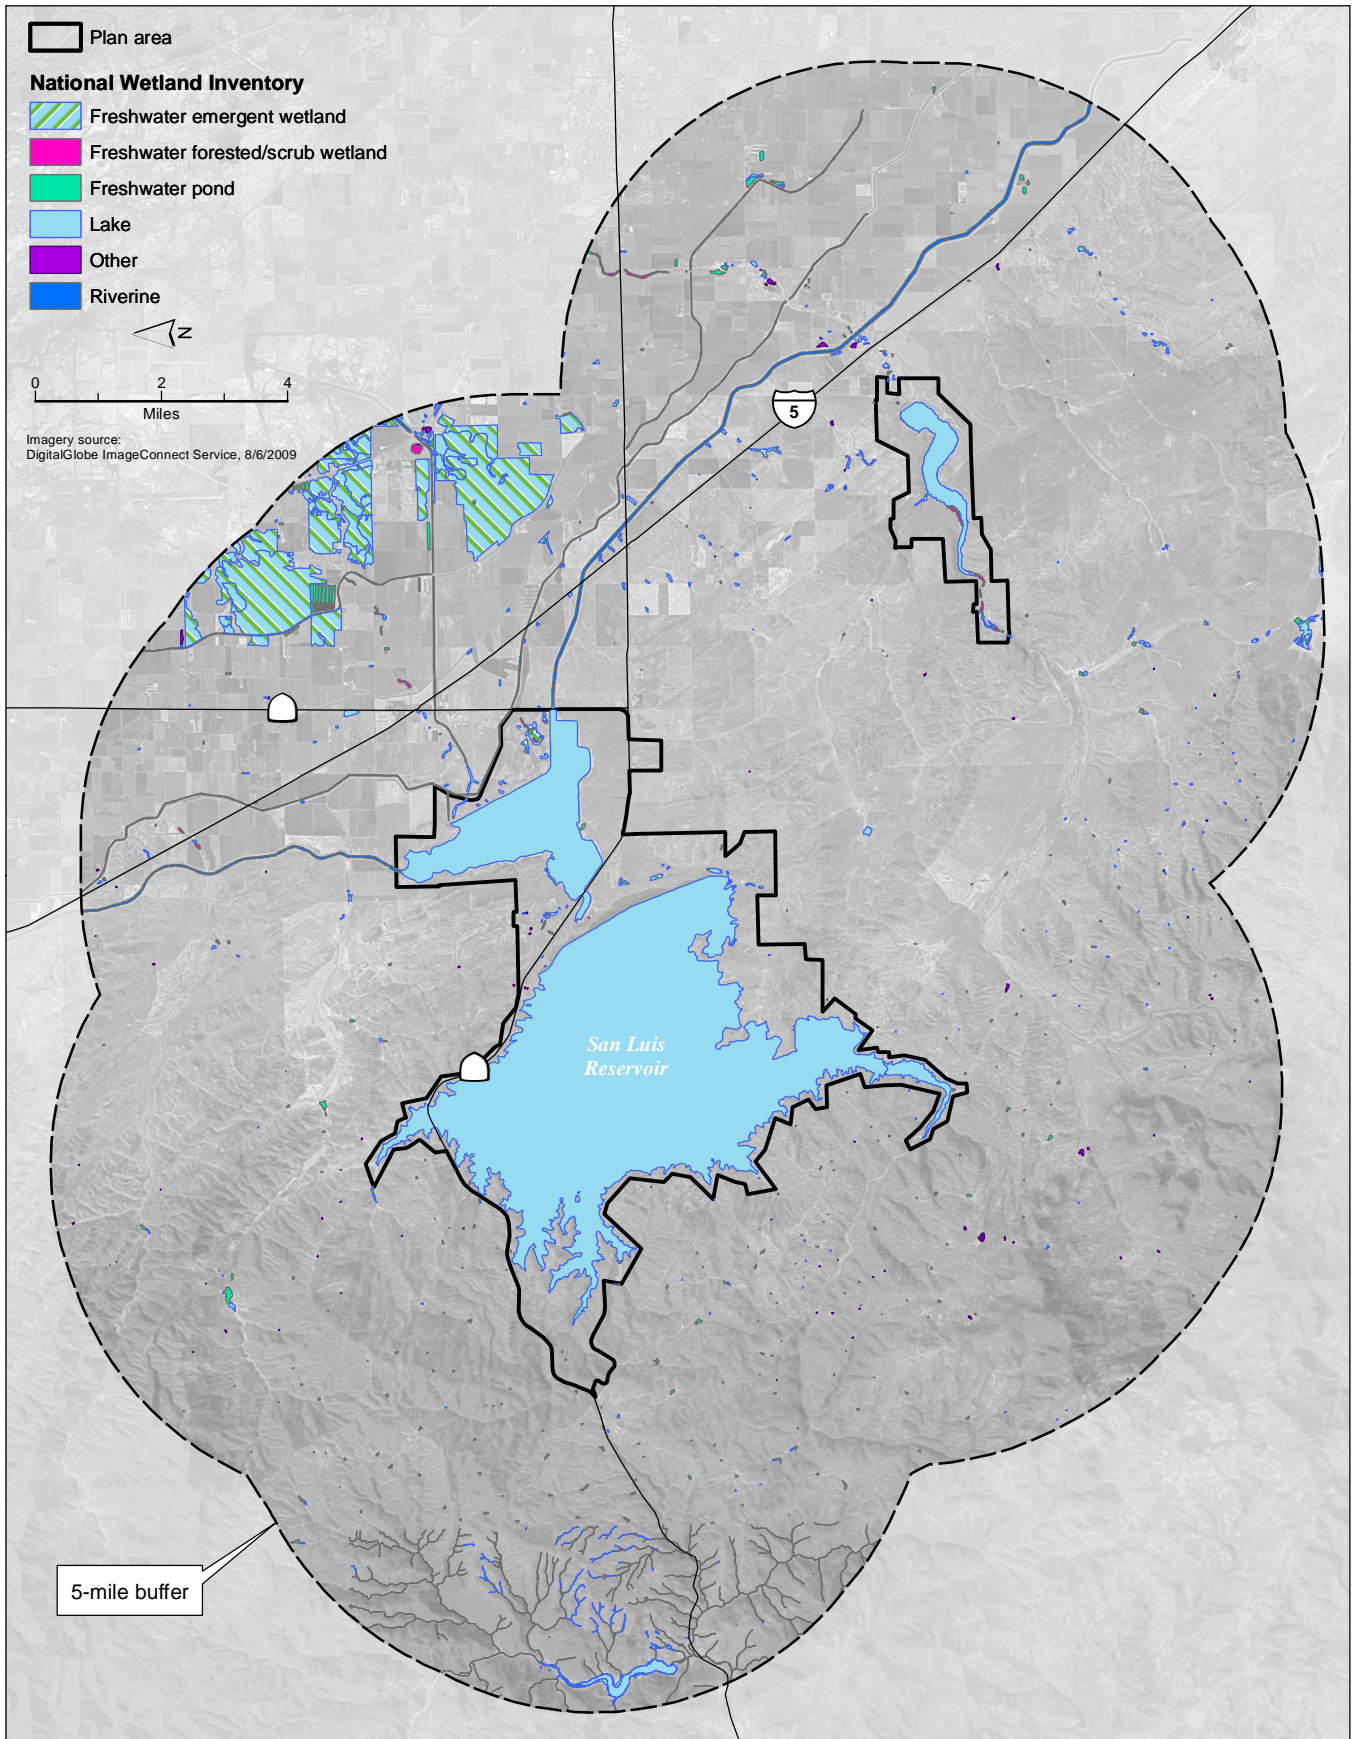 Plan area
National Wetland Inventory
Freshwater emergent wetland
Freshwater forested/scrub wetland
Freshwater pond
Lake
Other
Riverine
N
0 2 4
Miles
Imagery source:
DigitalGlobe ImageConnect Service, 8/6/2009
5
San Luis
Reservoir
5-mile buffer